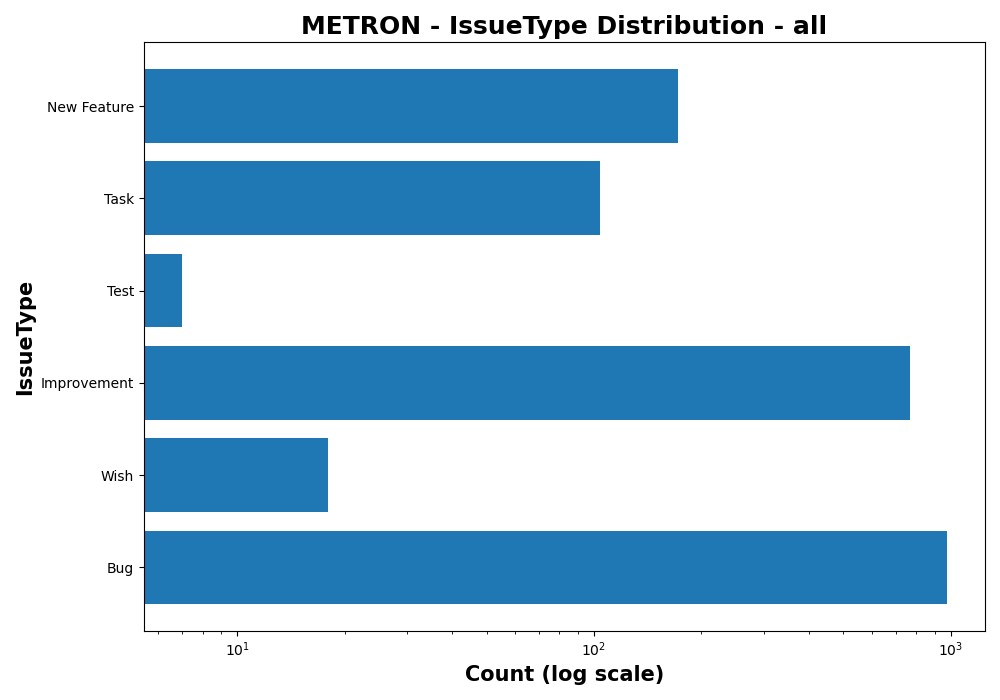 METRON - IssueType Distribution - all
New Feature
Task
Test
Improvement
Wish
Bug
IssueType
10¹
10²
10³
Count (log scale)